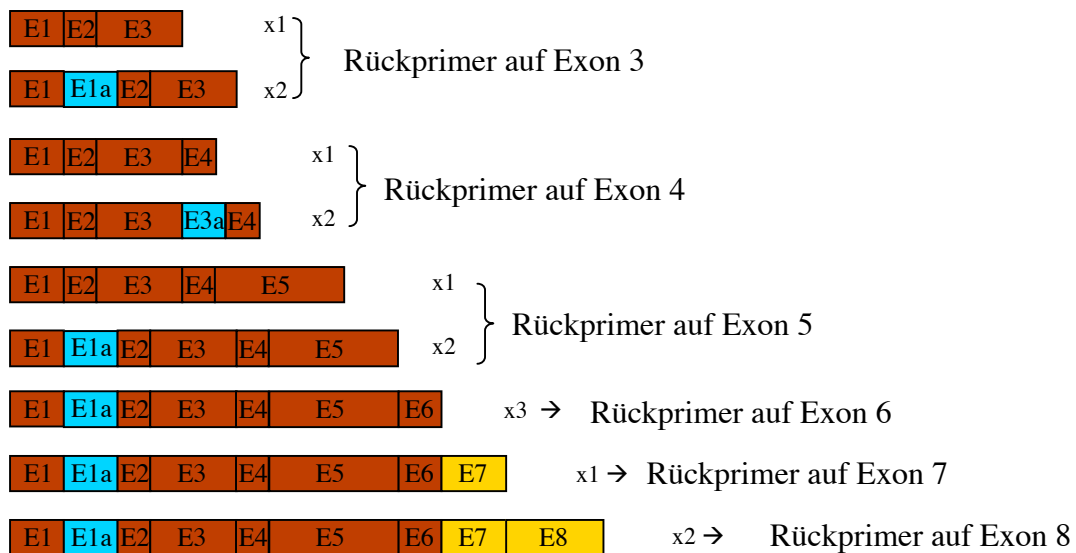 E1 E2 E3 x1
Rückprimer auf Exon 3
E1 E1a E2 E3 x2
E1 E2 E3 E4 x1
Rückprimer auf Exon 4
E1 E2 E3 E3a E4 x2
E1 E2 E3 E4 E5 x1
Rückprimer auf Exon 5
E1 E1a E2 E3 E4 E5 x2
E1 E1a E2 E3 E4 E5 E6 x3 → Rückprimer auf Exon 6
E1 E1a E2 E3 E4 E5 E6 E7 x1 → Rückprimer auf Exon 7
E1 E1a E2 E3 E4 E5 E6 E7 E8 x2 → Rückprimer auf Exon 8